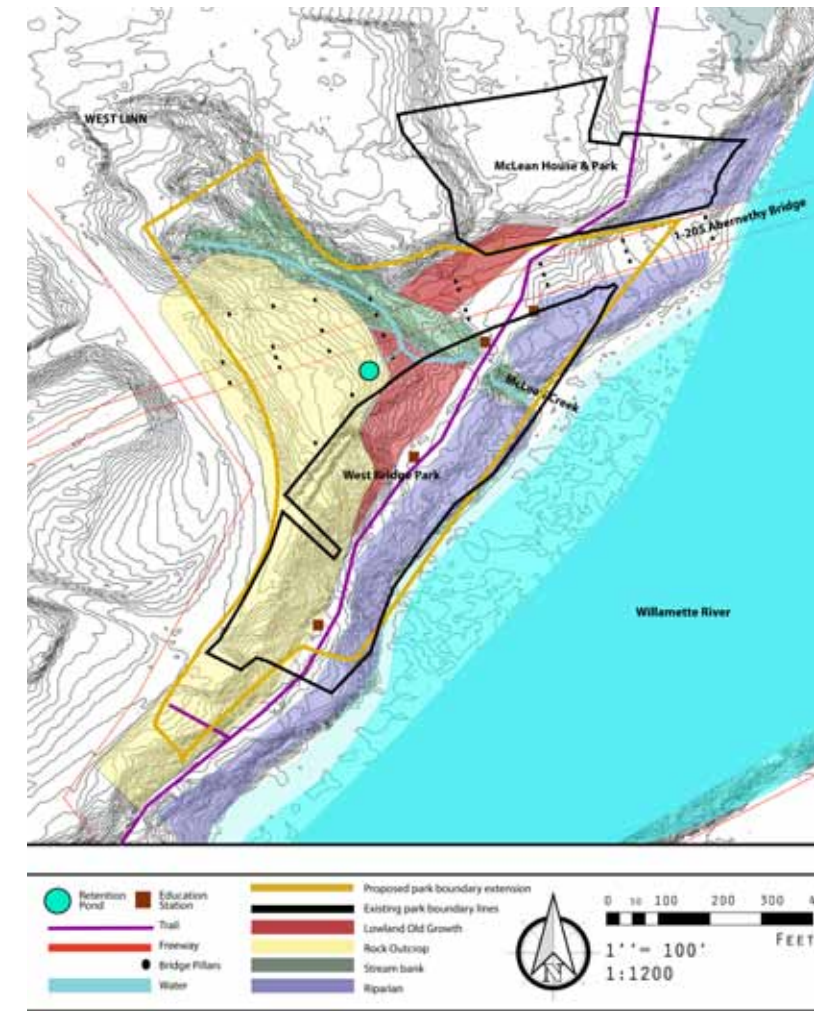 WEST LINN
McLean House & Park
I-205 Abernethy Bridge
McLean Creek
West Bridge Park
Willamette River
Retention Pond
Education Station
Trail
Freeway
Bridge Pillars
Water
Proposed park boundary extension
Existing park boundary lines
Lowland Old Growth
Rock Outcrop
Stream bank
Riparian
N
0 50 100 200 300 4
FEET
1''= 100'
1:1200